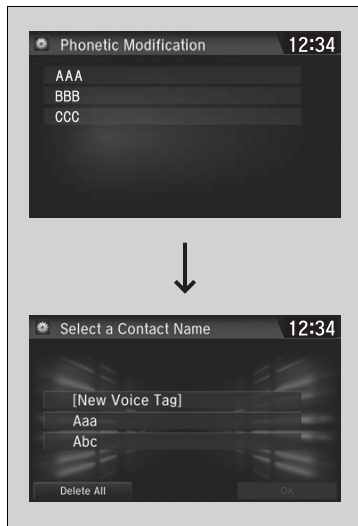 Phonetic Modification 12:34
AAA
BBB
CCC
Select a Contact Name 12:34
[New Voice Tag]
Aaa
Abc
Delete All OK